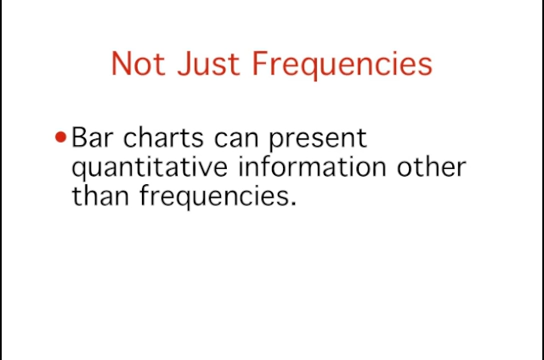 Not Just Frequencies
•Bar charts can present
quantitative information other
than frequencies.